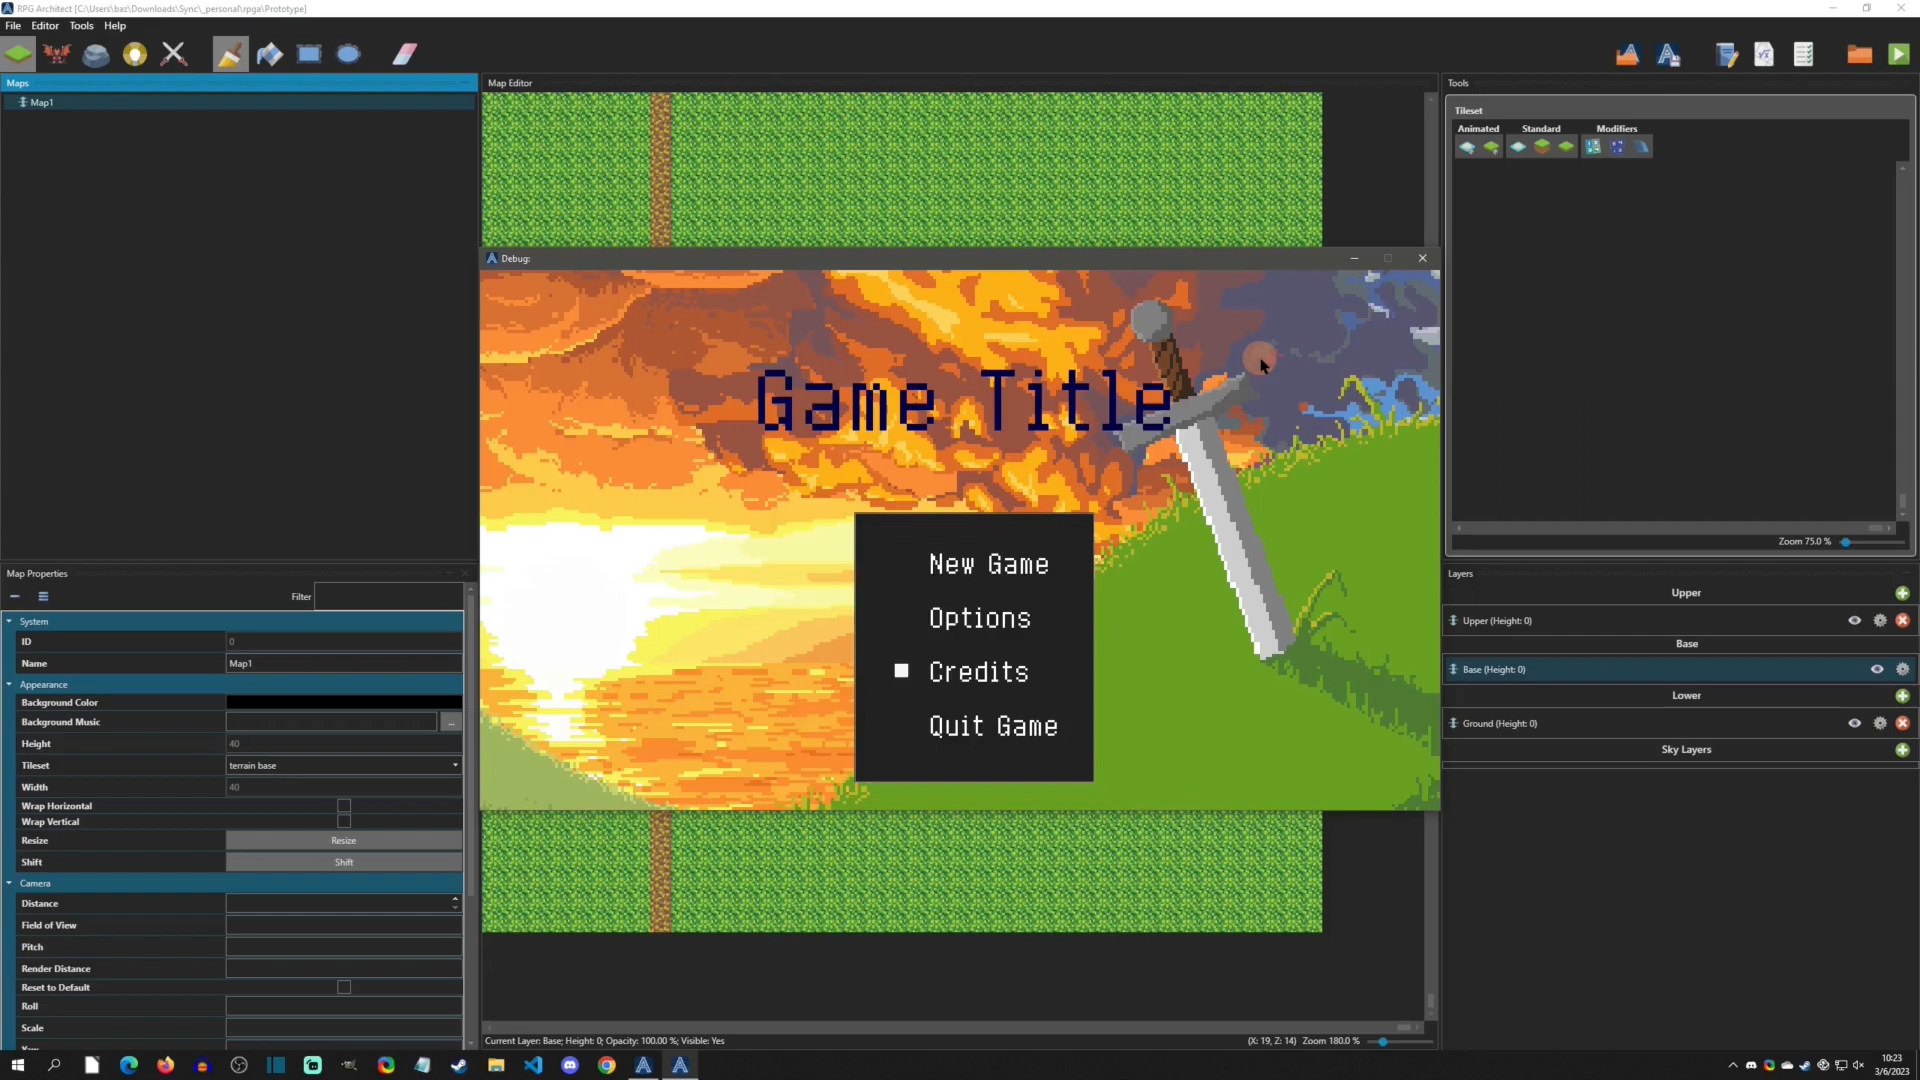 RPG Architect [C:\Users\baz\Downloads\Sync\_personal\rpga\Prototype]
File Editor Tools Help
Maps
Map1
Map Editor
Tools
Tileset
Animated Standard Modifiers
Zoom 75.0 %
Debug:
Game Title
New Game
Options
Credits
Quit Game
Map Properties
Filter
System
ID 0
Name Map1
Appearance
Background Color
Background Music ...
Height 40
Tileset terrain base
Width 40
Wrap Horizontal
Wrap Vertical
Resize Resize
Shift Shift
Camera
Distance
Field of View
Pitch
Render Distance
Reset to Default
Roll
Scale
Layers
Upper
Upper (Height: 0)
Base
Base (Height: 0)
Lower
Ground (Height: 0)
Sky Layers
Current Layer: Base; Height: 0; Opacity: 100.00 %; Visible: Yes
(X: 19, Z: 14) Zoom 180.0 %
10:23
3/6/2023